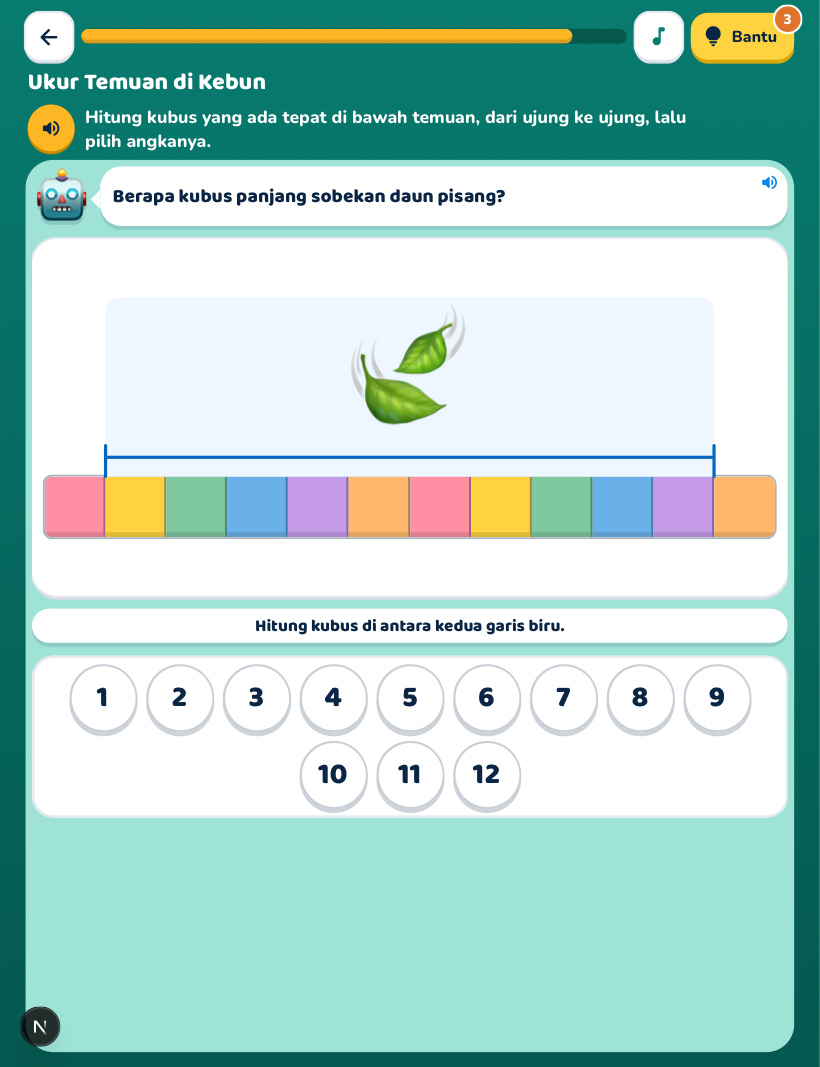 3
Bantu
Ukur Temuan di Kebun
Hitung kubus yang ada tepat di bawah temuan, dari ujung ke ujung, lalu
pilih angkanya.
Berapa kubus panjang sobekan daun pisang?
Hitung kubus di antara kedua garis biru.
1 2 3 4 5 6 7 8 9
10 11 12
N